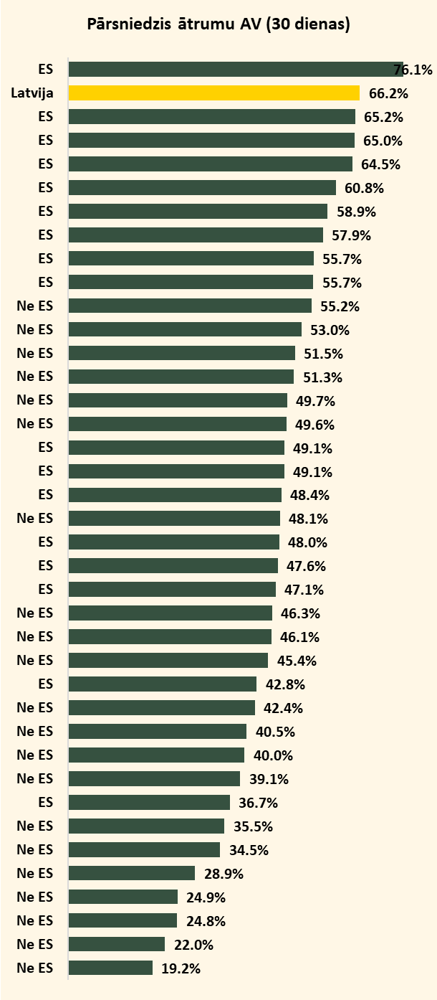 Pārsniedzis ātrumu AV (30 dienas)
ES 76.1%
Latvija 66.2%
ES 65.2%
ES 65.0%
ES 64.5%
ES 60.8%
ES 58.9%
ES 57.9%
ES 55.7%
ES 55.7%
Ne ES 55.2%
Ne ES 53.0%
Ne ES 51.5%
Ne ES 51.3%
Ne ES 49.7%
Ne ES 49.6%
ES 49.1%
ES 49.1%
ES 48.4%
Ne ES 48.1%
ES 48.0%
ES 47.6%
ES 47.1%
Ne ES 46.3%
Ne ES 46.1%
Ne ES 45.4%
ES 42.8%
Ne ES 42.4%
Ne ES 40.5%
Ne ES 40.0%
Ne ES 39.1%
ES 36.7%
Ne ES 35.5%
Ne ES 34.5%
Ne ES 28.9%
Ne ES 24.9%
Ne ES 24.8%
Ne ES 22.0%
Ne ES 19.2%